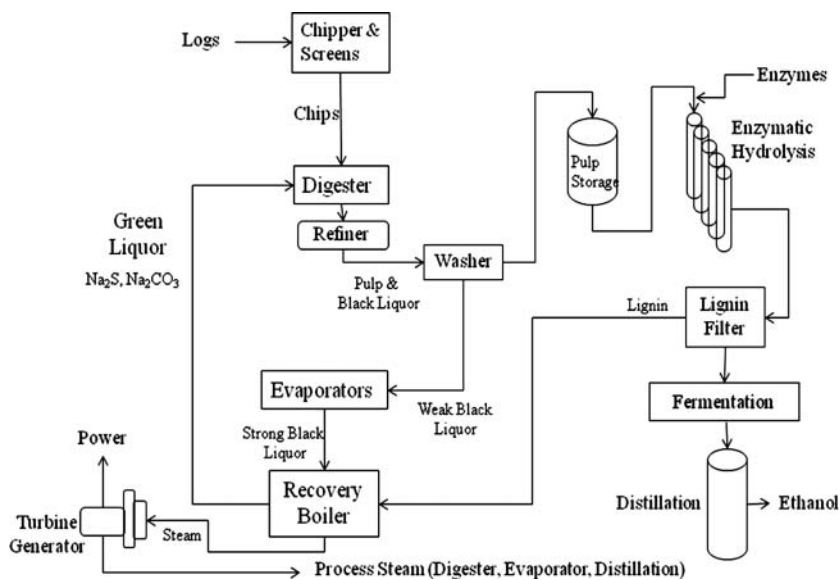 Logs
Chipper &
Screens
Chips
Digester
Refiner
Green
Liquor
Na₂S, Na₂CO₃
Pulp &
Black Liquor
Washer
Pulp
Storage
Enzymes
Enzymatic
Hydrolysis
Lignin
Lignin
Filter
Evaporators
Weak Black
Liquor
Strong Black
Liquor
Fermentation
Power
Recovery
Boiler
Turbine
Generator
Steam
Distillation
Ethanol
Process Steam (Digester, Evaporator, Distillation)